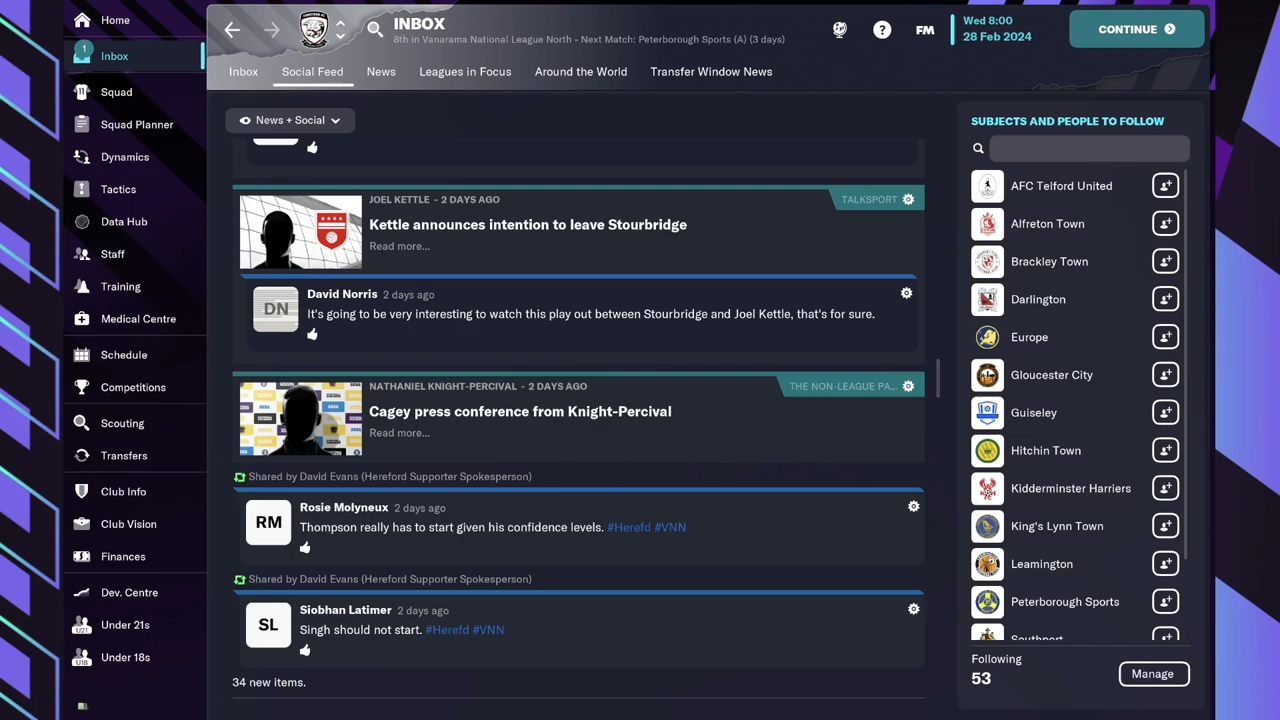 Home
1
Inbox
Squad
Squad Planner
Dynamics
Tactics
Data Hub
Staff
Training
Medical Centre
Schedule
Competitions
Scouting
Transfers
Club Info
Club Vision
Finances
Dev. Centre
Under 21s
U21
Under 18s
U18
INBOX
8th in Vanarama National League North - Next Match: Peterborough Sports (A) (3 days)
?
FM
Wed 8:00
28 Feb 2024
CONTINUE
Inbox
Social Feed
News
Leagues in Focus
Around the World
Transfer Window News
News + Social
JOEL KETTLE - 2 DAYS AGO
TALKSPORT
Kettle announces intention to leave Stourbridge
Read more...
DN
David Norris 2 days ago
It's going to be very interesting to watch this play out between Stourbridge and Joel Kettle, that's for sure.
NATHANIEL KNIGHT-PERCIVAL - 2 DAYS AGO
THE NON-LEAGUE PA...
Cagey press conference from Knight-Percival
Read more...
Shared by David Evans (Hereford Supporter Spokesperson)
RM
Rosie Molyneux 2 days ago
Thompson really has to start given his confidence levels. #Herefd #VNN
Shared by David Evans (Hereford Supporter Spokesperson)
SL
Siobhan Latimer 2 days ago
Singh should not start. #Herefd #VNN
34 new items.
SUBJECTS AND PEOPLE TO FOLLOW
AFC Telford United
Alfreton Town
Brackley Town
Darlington
Europe
Gloucester City
Guiseley
Hitchin Town
Kidderminster Harriers
King's Lynn Town
Leamington
Peterborough Sports
Southport
Following
53
Manage